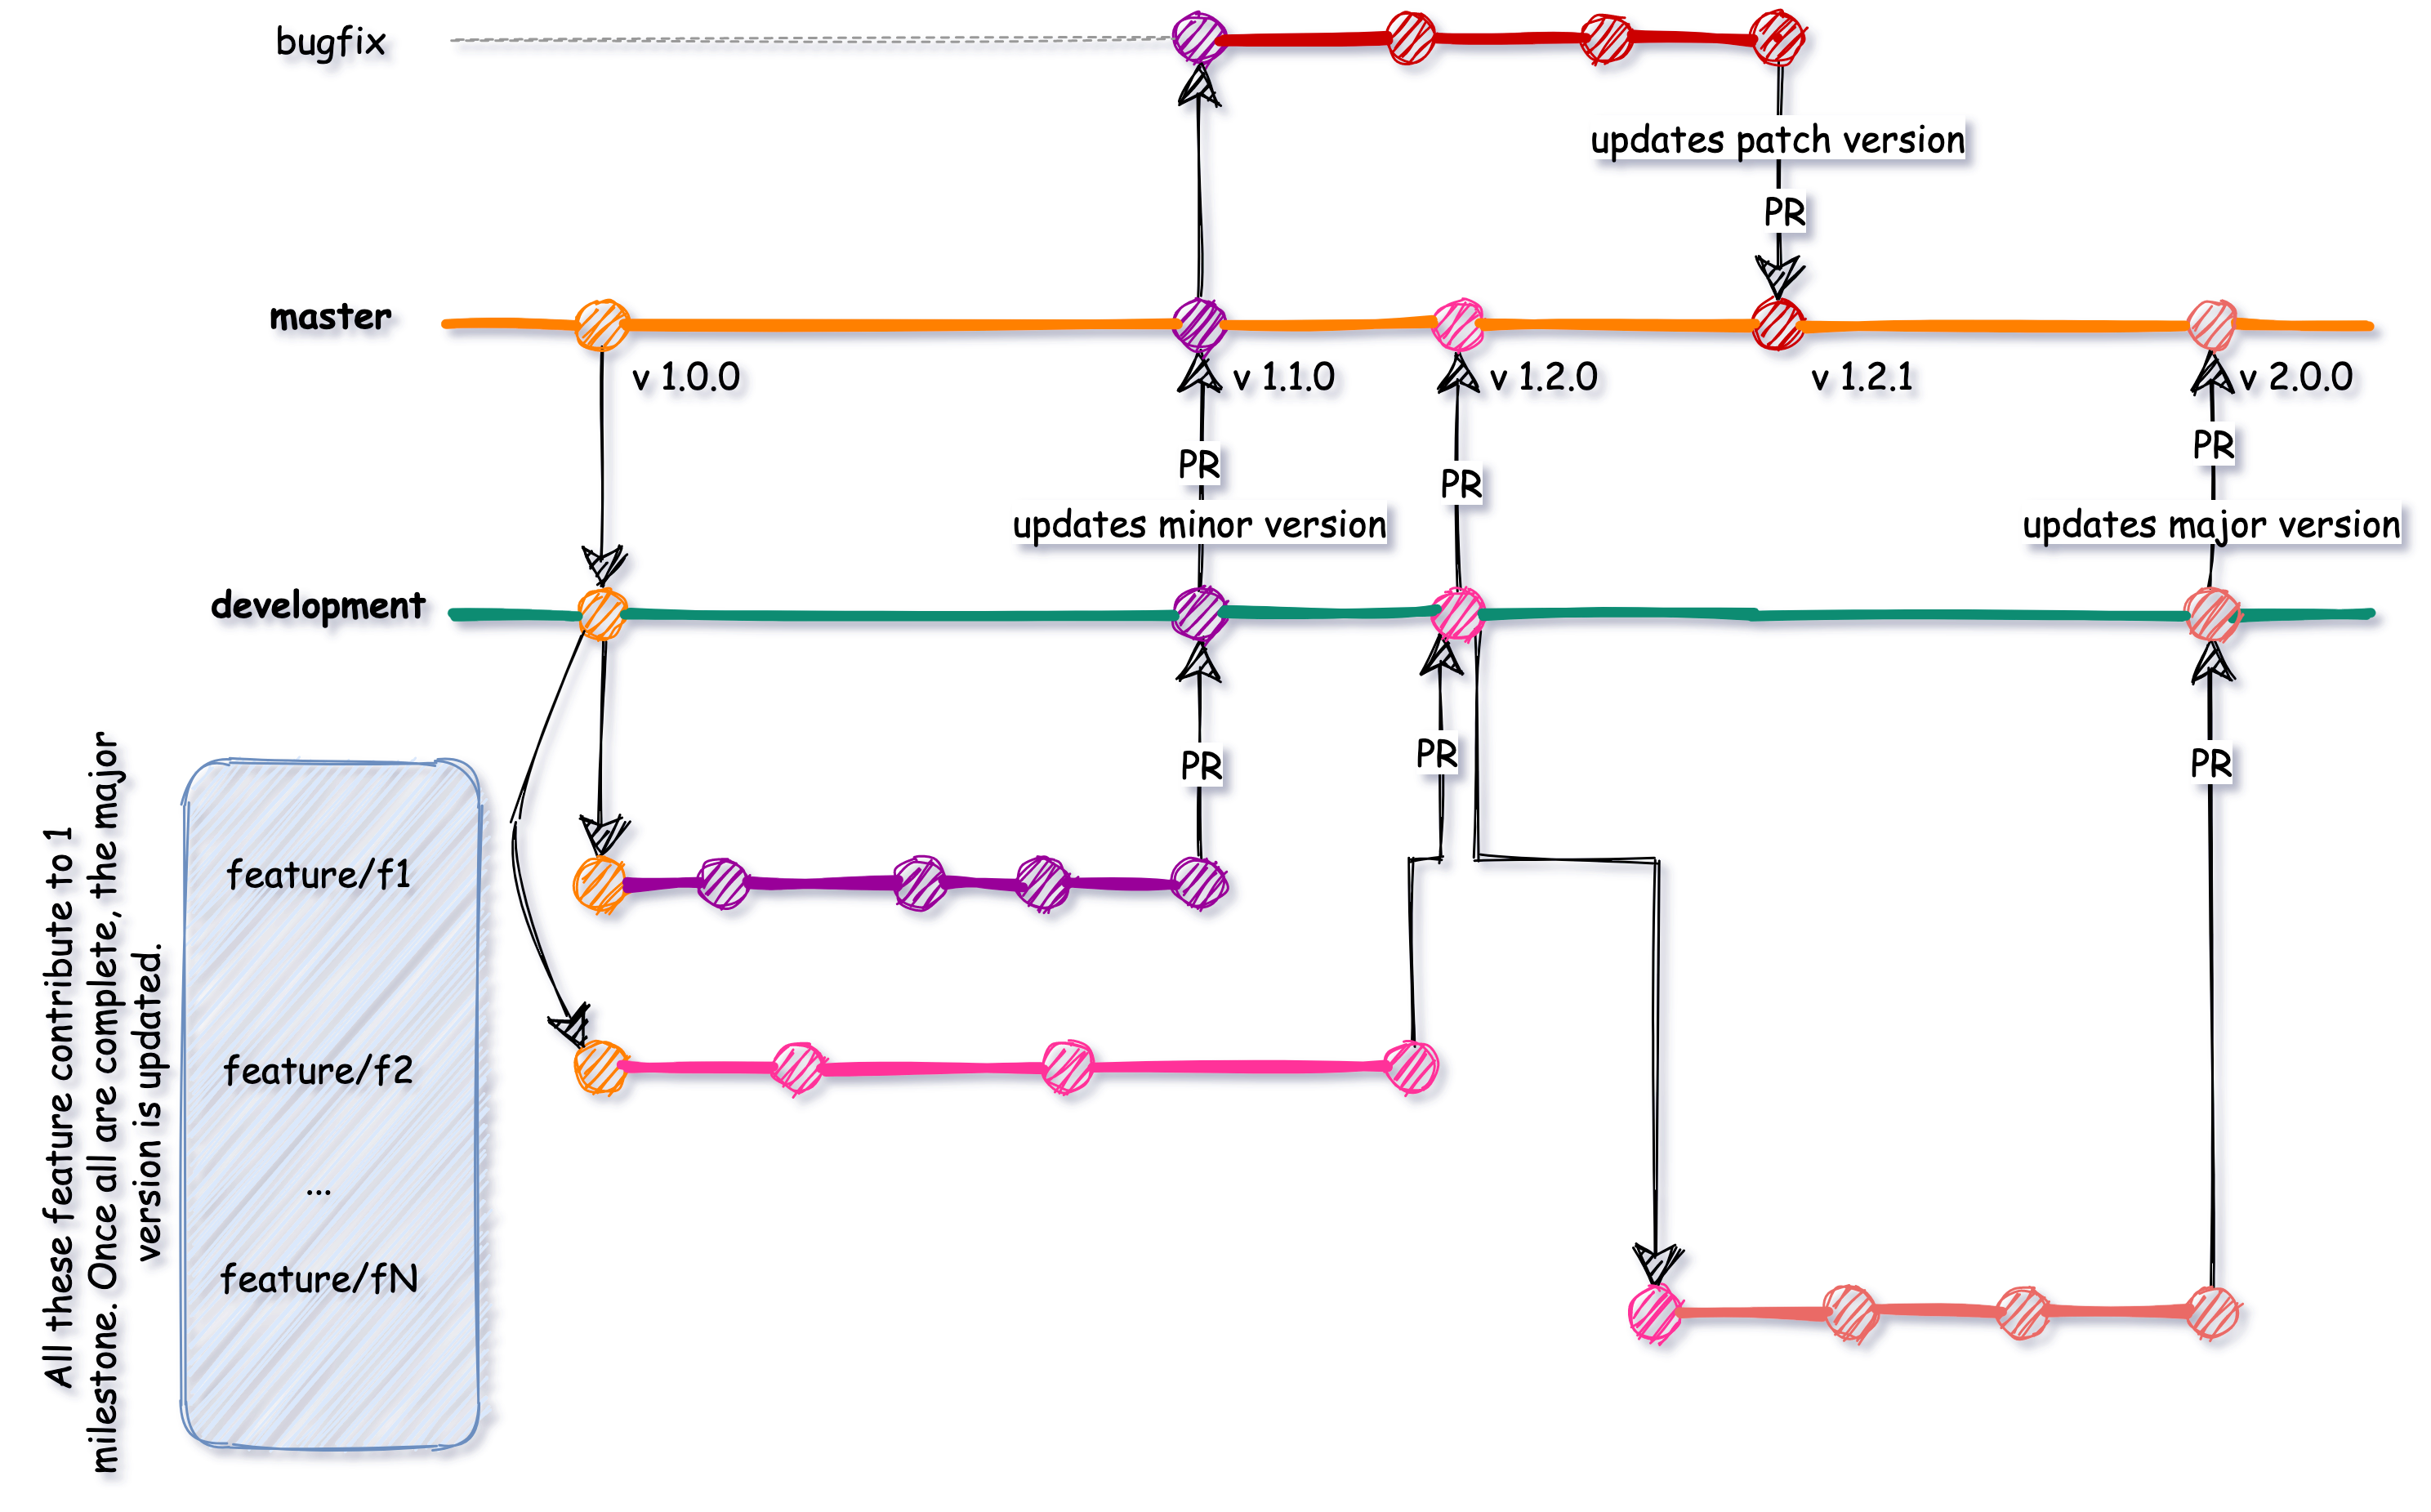 bugfix
updates patch version
PR
master
v 1.0.0
v 1.1.0
v 1.2.0
v 1.2.1
v 2.0.0
PR
PR
PR
updates minor version
updates major version
development
PR
PR
PR
All these feature contribute to 1
milestone. Once all are complete, the major
version is updated.
feature/f1
feature/f2
...
feature/fN